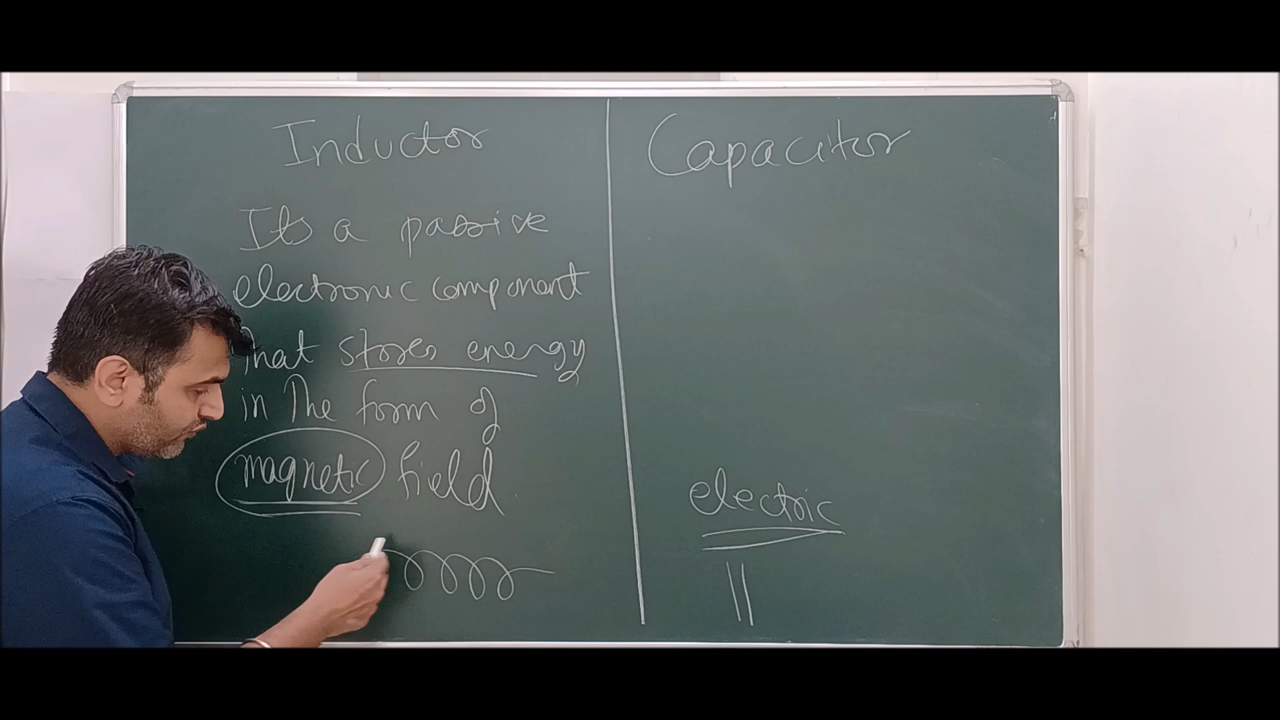 Inductor
Its a passive
electronic component
that stores energy
in the form of
magnetic field.
Capacitor
electric